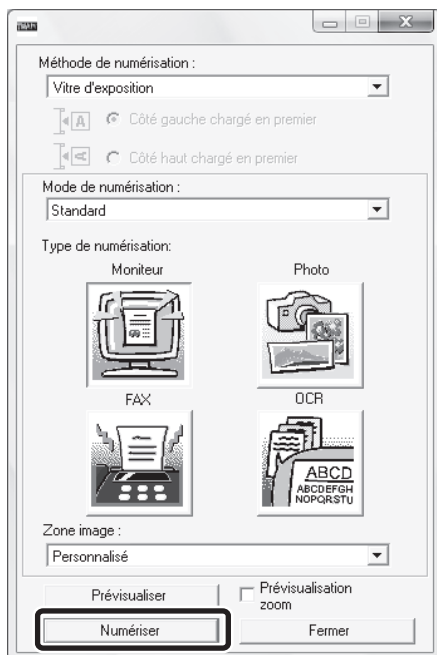 Méthode de numérisation :
Vitre d'exposition
A
Côté gauche chargé en premier
A
Côté haut chargé en premier
Mode de numérisation :
Standard
Type de numérisation:
Moniteur
Photo
FAX
OCR
ABCD
ABCDEFGH
NOPQRSTU
Zone image :
Personnalisé
Prévisualiser
Prévisualisation
zoom
Numériser
Fermer